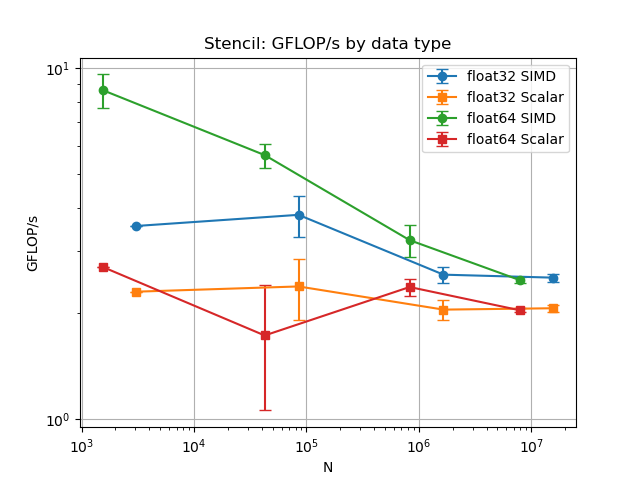 Stencil: GFLOP/s by data type
float32 SIMD
float32 Scalar
float64 SIMD
float64 Scalar
10¹
10⁰
GFLOP/s
10³ 10⁴ 10⁵ 10⁶ 10⁷
N